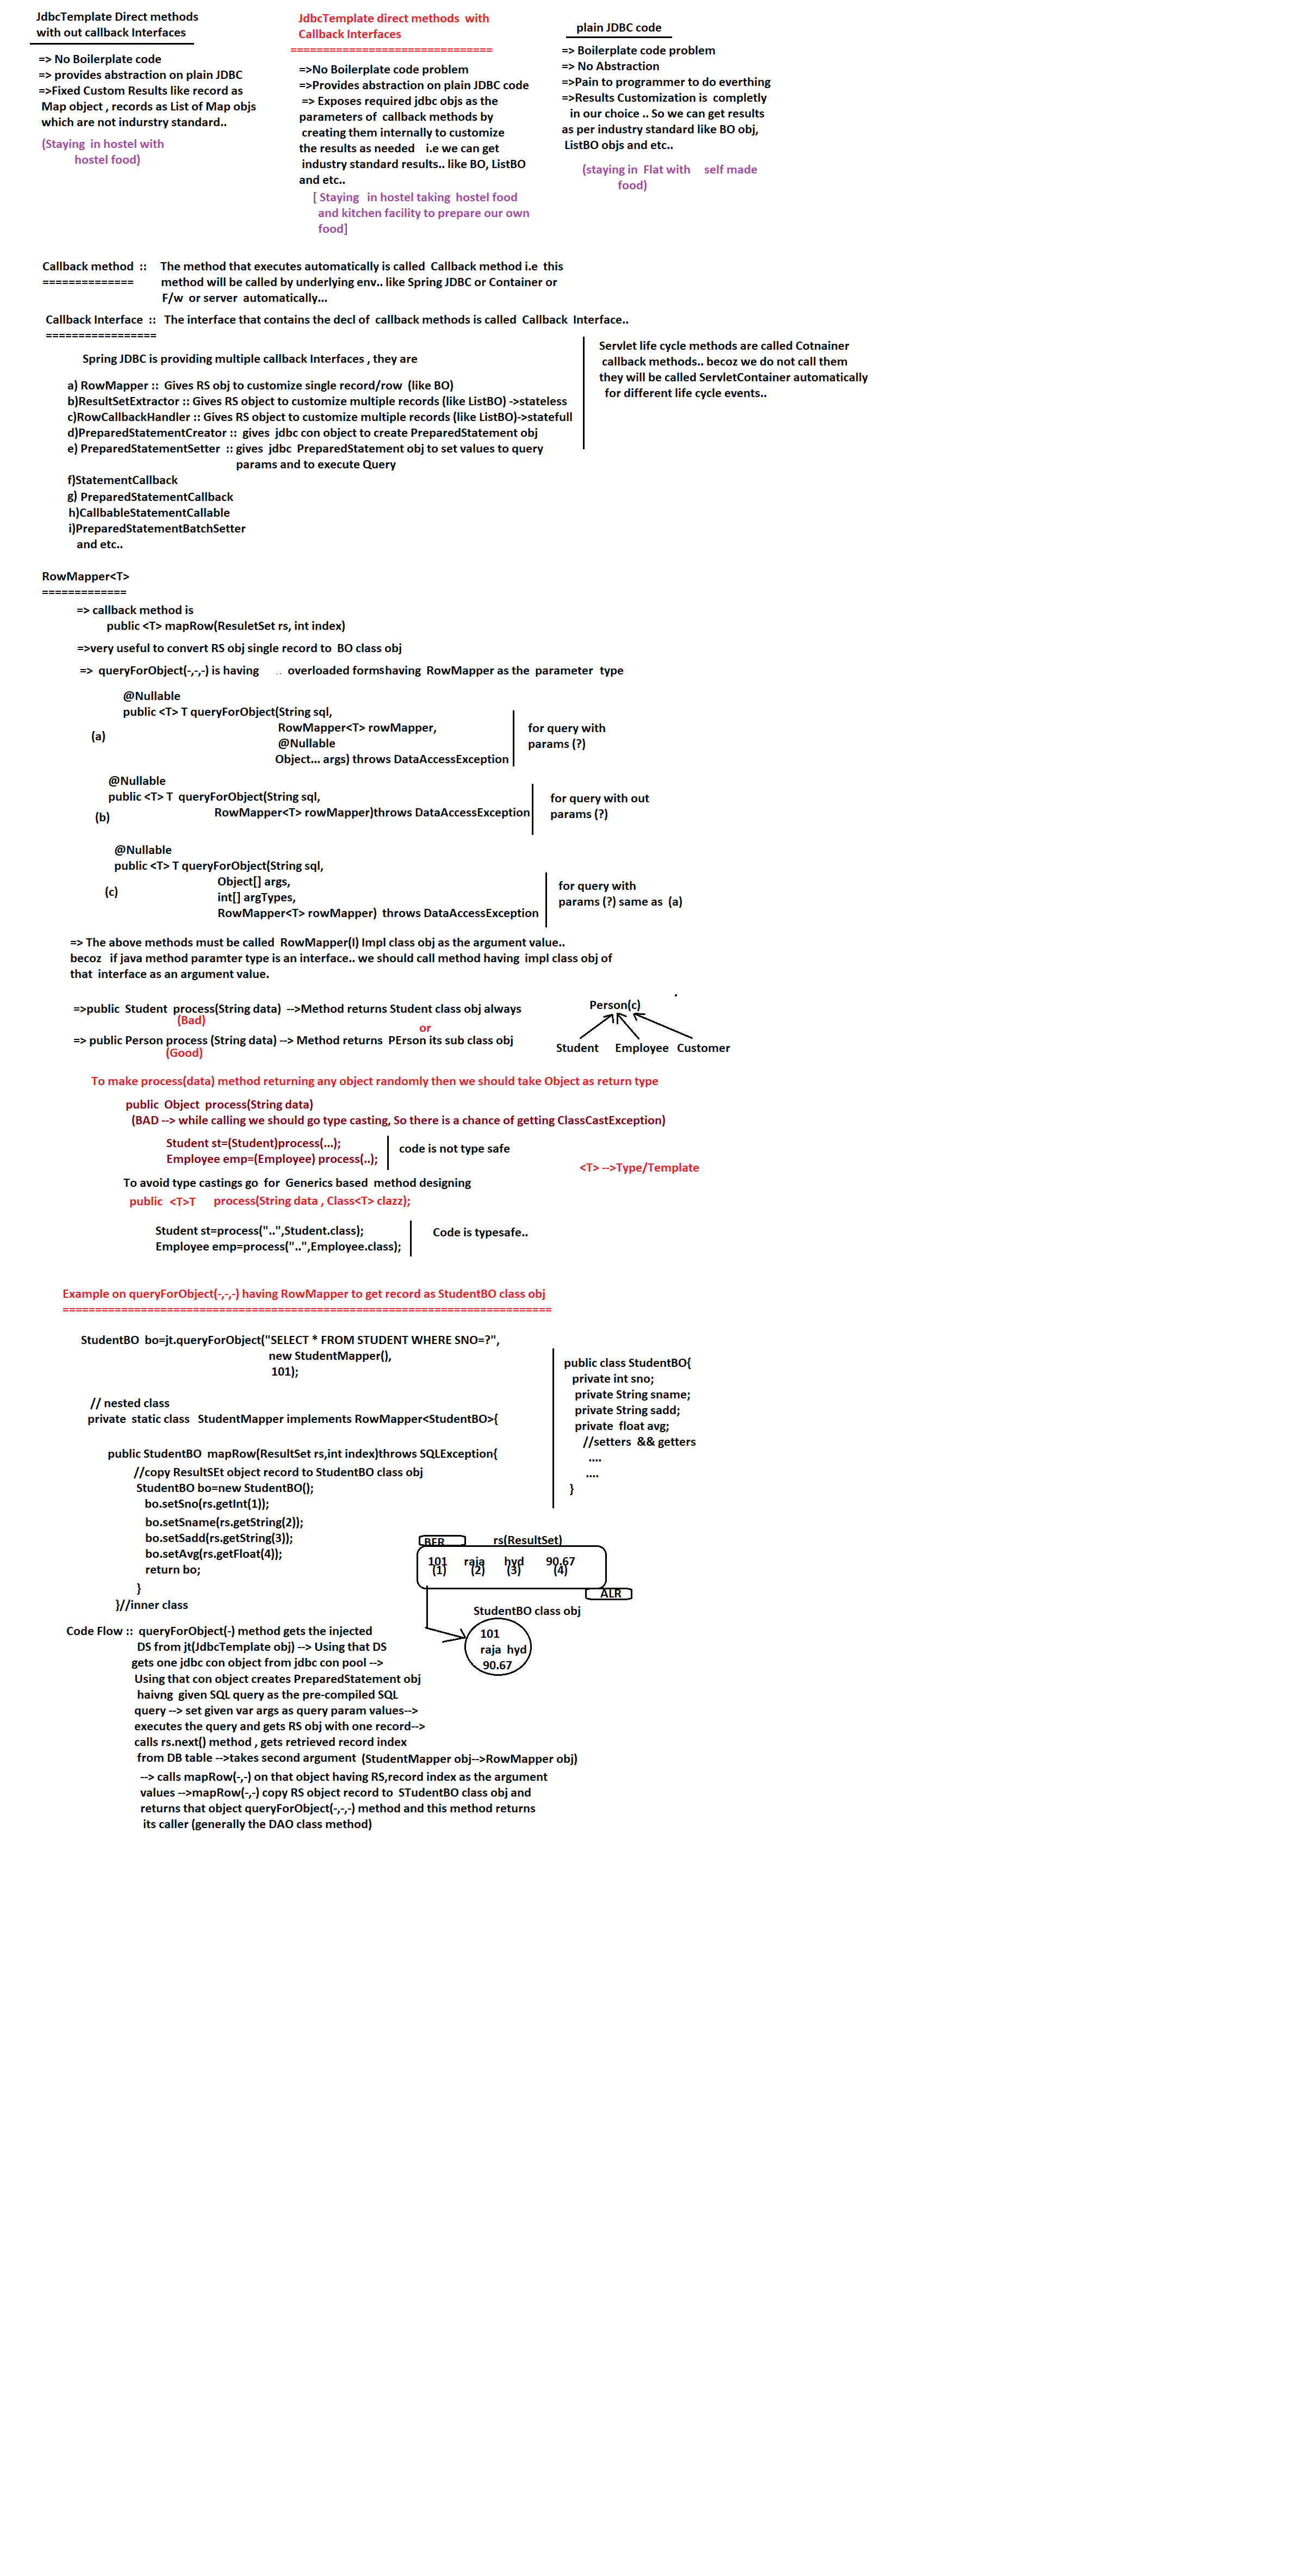 JdbcTemplate Direct methods
with out callback Interfaces
=> No Boilerplate code
=> provides abstraction on plain JDBC
=>Fixed Custom Results like record as
Map object , records as List of Map objs
which are not indurstry standard..
(Staying in hostel with
hostel food)
JdbcTemplate direct methods with
Callback Interfaces
===============================
=>No Boilerplate code problem
=>Provides abstraction on plain JDBC code
=> Exposes required jdbc objs as the
parameters of callback methods by
creating them internally to customize
the results as needed i.e we can get
industry standard results.. like BO, ListBO
and etc..
[ Staying in hostel taking hostel food
and kitchen facility to prepare our own
food]
plain JDBC code
=> Boilerplate code problem
=> No Abstraction
=>Pain to programmer to do everthing
=>Results Customization is completly
in our choice .. So we can get results
as per industry standard like BO obj,
ListBO objs and etc..
(staying in Flat with self made
food)
Callback method :: The method that executes automatically is called Callback method i.e this
============== method will be called by underlying env.. like Spring JDBC or Container or
F/w or server automatically...
Callback Interface :: The interface that contains the decl of callback methods is called Callback Interface..
=================
Spring JDBC is providing multiple callback Interfaces , they are
a) RowMapper :: Gives RS obj to customize single record/row (like BO)
b)ResultSetExtractor :: Gives RS object to customize multiple records (like ListBO) ->stateless
c)RowCallbackHandler :: Gives RS object to customize multiple records (like ListBO)->statefull
d)PreparedStatementCreator :: gives jdbc con object to create PreparedStatement obj
e) PreparedStatementSetter :: gives jdbc PreparedStatement obj to set values to query
params and to execute Query
f)StatementCallback
g) PreparedStatementCallback
h)CallbableStatementCallable
i)PreparedStatementBatchSetter
and etc..
Servlet life cycle methods are called Cotnainer
callback methods.. becoz we do not call them
they will be called ServletContainer automatically
for different life cycle events..
RowMapper<T>
=============
=> callback method is
public <T> mapRow(ResuletSet rs, int index)
=>very useful to convert RS obj single record to BO class obj
=> queryForObject(-,-,-) is having .. overloaded formshaving RowMapper as the parameter type
@Nullable
public <T> T queryForObject(String sql,
RowMapper<T> rowMapper,
(a)
@Nullable
Object... args) throws DataAccessException
for query with
params (?)
@Nullable
public <T> T queryForObject(String sql,
(b) RowMapper<T> rowMapper)throws DataAccessException
for query with out
params (?)
@Nullable
public <T> T queryForObject(String sql,
Object[] args,
(c)
int[] argTypes,
RowMapper<T> rowMapper) throws DataAccessException
for query with
params (?) same as (a)
=> The above methods must be called RowMapper(I) Impl class obj as the argument value..
becoz if java method paramter type is an interface.. we should call method having impl class obj of
that interface as an argument value.
=>public Student process(String data) -->Method returns Student class obj always
(Bad)
or
=> public Person process (String data) --> Method returns PErson its sub class obj
(Good)
Person(c)
Student Employee Customer
To make process(data) method returning any object randomly then we should take Object as return type
public Object process(String data)
(BAD --> while calling we should go type casting, So there is a chance of getting ClassCastException)
Student st=(Student)process(...);
Employee emp=(Employee) process(..);
code is not type safe
<T> -->Type/Template
To avoid type castings go for Generics based method designing
public <T>T process(String data , Class<T> clazz);
Student st=process("..",Student.class);
Employee emp=process("..",Employee.class);
Code is typesafe..
Example on queryForObject(-,-,-) having RowMapper to get record as StudentBO class obj
===========================================================================
StudentBO bo=jt.queryForObject("SELECT * FROM STUDENT WHERE SNO=?",
new StudentMapper(),
101);
// nested class
private static class StudentMapper implements RowMapper<StudentBO>{
public StudentBO mapRow(ResultSet rs,int index)throws SQLException{
//copy ResultSEt object record to StudentBO class obj
StudentBO bo=new StudentBO();
bo.setSno(rs.getInt(1));
bo.setSname(rs.getString(2));
bo.setSadd(rs.getString(3));
bo.setAvg(rs.getFloat(4));
return bo;
}
}//inner class
public class StudentBO{
private int sno;
private String sname;
private String sadd;
private float avg;
//setters && getters
....
....
}
BFR rs(ResultSet)
101 raja hyd 90.67
(1) (2) (3) (4)
ALR
StudentBO class obj
101
raja hyd
90.67
Code Flow :: queryForObject(-) method gets the injected
DS from jt(JdbcTemplate obj) --> Using that DS
gets one jdbc con object from jdbc con pool -->
Using that con object creates PreparedStatement obj
haivng given SQL query as the pre-compiled SQL
query --> set given var args as query param values-->
executes the query and gets RS obj with one record-->
calls rs.next() method , gets retrieved record index
from DB table -->takes second argument (StudentMapper obj-->RowMapper obj)
--> calls mapRow(-,-) on that object having RS,record index as the argument
values -->mapRow(-,-) copy RS object record to STudentBO class obj and
returns that object queryForObject(-,-,-) method and this method returns
its caller (generally the DAO class method)